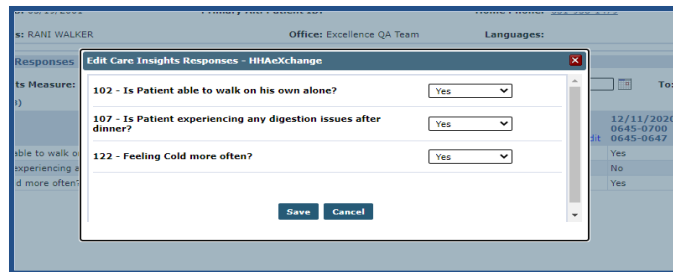 s: RANI WALKER Office: Excellence QA Team Languages:
Responses
Edit Care Insights Responses - HHAeXchange X
ts Measure: To:
102 - Is Patient able to walk on his own alone? Yes
107 - Is Patient experiencing any digestion issues after
dinner? Yes
122 - Feeling Cold more often? Yes
12/11/2020
0645-0700
dit 0645-0647
able to walk o Yes
experiencing a No
d more often? Yes
Save Cancel